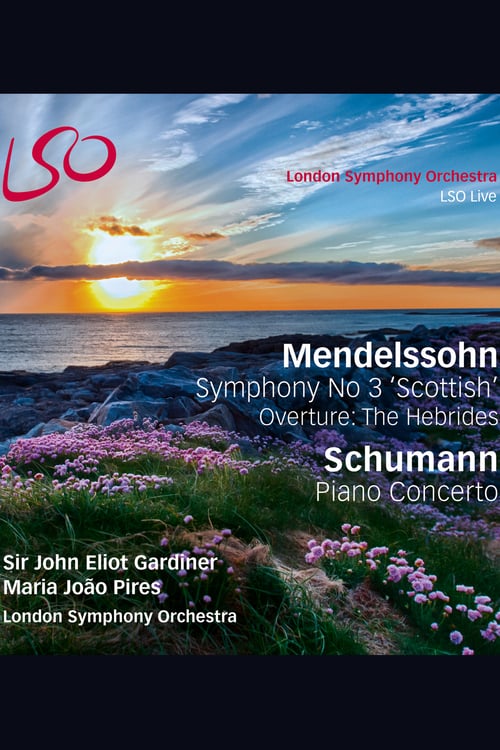 LSO
London Symphony Orchestra
LSO Live
Mendelssohn
Symphony No 3 ‘Scottish’
Overture: The Hebrides
Schumann
Piano Concerto
Sir John Eliot Gardiner
Maria João Pires
London Symphony Orchestra